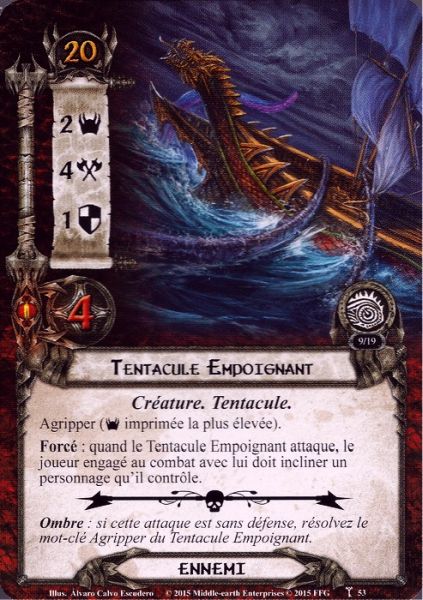 20
2
4
1
4
9/19
Tentacule Empoignant
Créature. Tentacule.
Agripper ( imprimée la plus élevée).
Forcé : quand le Tentacule Empoignant attaque, le
joueur engagé au combat avec lui doit incliner un
personnage qu'il contrôle.
Ombre : si cette attaque est sans défense, résolvez le
mot-clé Agripper du Tentacule Empoignant.
ENNEMI
Illus. Álvaro Calvo Escudero © 2015 Middle-earth Enterprises © 2015 FFG 53